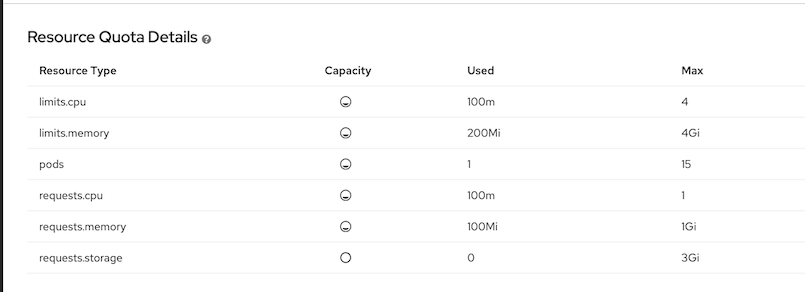 Resource Quota Details
Resource Type Capacity Used Max
limits.cpu 100m 4
limits.memory 200Mi 4Gi
pods 1 15
requests.cpu 100m 1
requests.memory 100Mi 1Gi
requests.storage 0 3Gi